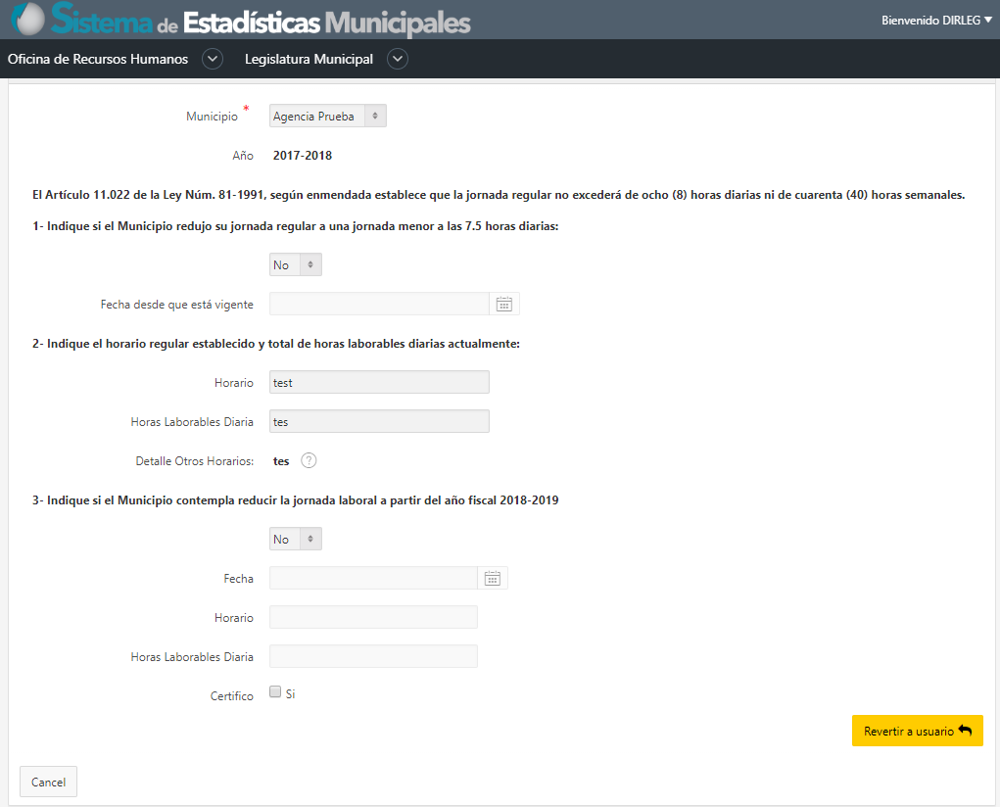 Sistema de Estadísticas Municipales
Bienvenido DIRLEG
Oficina de Recursos Humanos
Legislatura Municipal
Municipio *
Agencia Prueba
Año
2017-2018
El Artículo 11.022 de la Ley Núm. 81-1991, según enmendada establece que la jornada regular no excederá de ocho (8) horas diarias ni de cuarenta (40) horas semanales.
1- Indique si el Municipio redujo su jornada regular a una jornada menor a las 7.5 horas diarias:
No
Fecha desde que está vigente
2- Indique el horario regular establecido y total de horas laborables diarias actualmente:
Horario
test
Horas Laborables Diaria
tes
Detalle Otros Horarios:
tes
?
3- Indique si el Municipio contempla reducir la jornada laboral a partir del año fiscal 2018-2019
No
Fecha
Horario
Horas Laborables Diaria
Certifico
Si
Revertir a usuario
Cancel